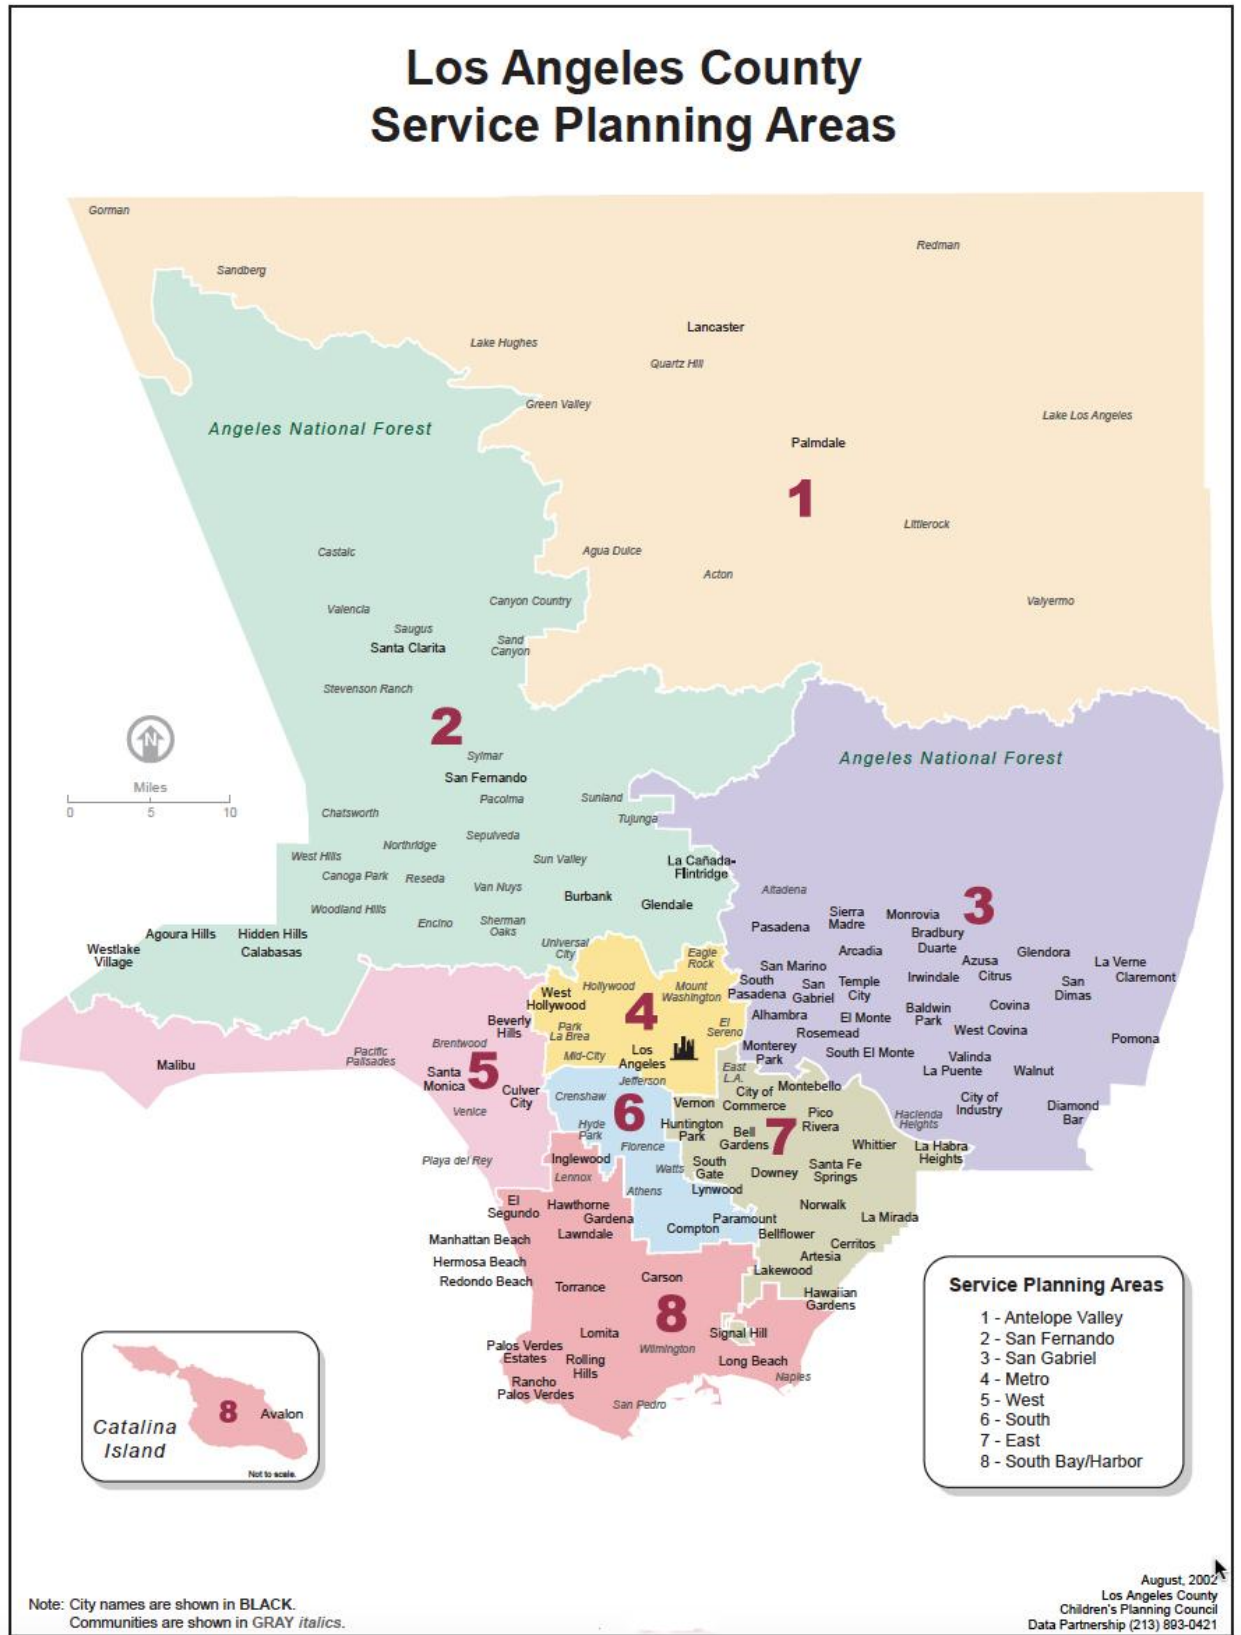 Los Angeles County
Service Planning Areas
Gorman
Redman
Sandberg
Lancaster
Lake Hughes
Quartz Hill
Green Valley
Lake Los Angeles
Angeles National Forest
Palmdale
1
Littlerock
Castaic
Agua Dulce
Acton
Canyon Country
Valyermo
Valencia
Saugus
Santa Clarita
Sand
Canyon
Stevenson Ranch
2
N
Miles
0 5 10
Sylmar
San Fernando
Pacoima
Sunland
Tujunga
Chatsworth
Sepulveda
Northridge
West Hills
Sun Valley
Canoga Park
Reseda
Van Nuys
Burbank
La Cañada-
Flintridge
Glendale
Woodland Hills
Encino
Sherman
Oaks
Universal
City
Agoura Hills
Hidden Hills
Calabasas
Westlake
Village
Angeles National Forest
3
Altadena
Pasadena
Sierra
Madre
Monrovia
Bradbury
Duarte
Arcadia
Azusa
Glendora
La Verne
Claremont
San Marino
South
Pasadena
San
Gabriel
Temple
City
Irwindale
Citrus
San
Dimas
Alhambra
El Monte
Baldwin
Park
Covina
Rosemead
West Covina
Pomona
Monterey
Park
South El Monte
Valinda
La Puente
Walnut
City of
Industry
Diamond
Bar
Hacienda
Heights
Eagle
Rock
Hollywood
Mount
Washington
West
Hollywood
4
El
Sereno
Park
La Brea
Mid-City
Los
Angeles
Beverly
Hills
Brentwood
Pacific
Palisades
Malibu
Santa
Monica
5
Culver
City
Venice
Playa del Rey
Jefferson
Crenshaw
6
Hyde
Park
Florence
Watts
Athens
Lynwood
Compton
Paramount
East
L.A.
City of
Commerce
Montebello
Vernon
Huntington
Park
Bell
Gardens
7
Pico
Rivera
Whittier
La Habra
Heights
South
Gate
Downey
Santa Fe
Springs
Norwalk
La Mirada
Bellflower
Cerritos
Artesia
Lakewood
Hawaiian
Gardens
Inglewood
Lennox
El
Segundo
Hawthorne
Gardena
Lawndale
Manhattan Beach
Hermosa Beach
Redondo Beach
Torrance
Carson
8
Lomita
Signal Hill
Wilmington
Palos Verdes
Estates
Rolling
Hills
Long Beach
Naples
Rancho
Palos Verdes
San Pedro
8
Avalon
Catalina
Island
Not to scale.
Service Planning Areas
1 - Antelope Valley
2 - San Fernando
3 - San Gabriel
4 - Metro
5 - West
6 - South
7 - East
8 - South Bay/Harbor
Note: City names are shown in BLACK.
Communities are shown in GRAY italics.
August, 2002
Los Angeles County
Children's Planning Council
Data Partnership (213) 893-0421